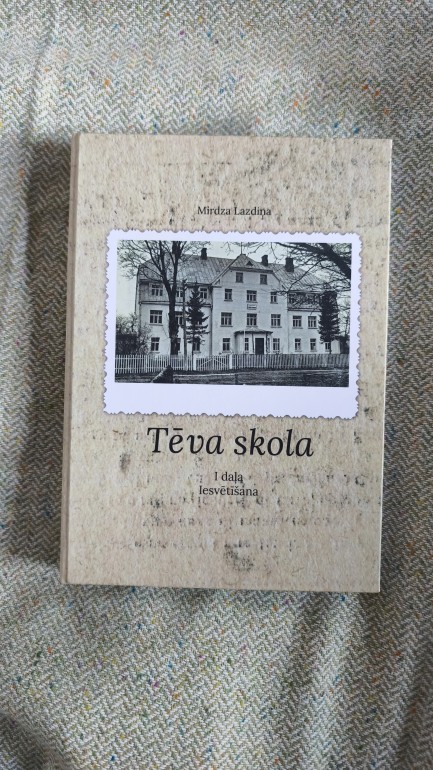 Mirdza Lazdiņa
Tēva skola
I daļa
Iesvētīšana